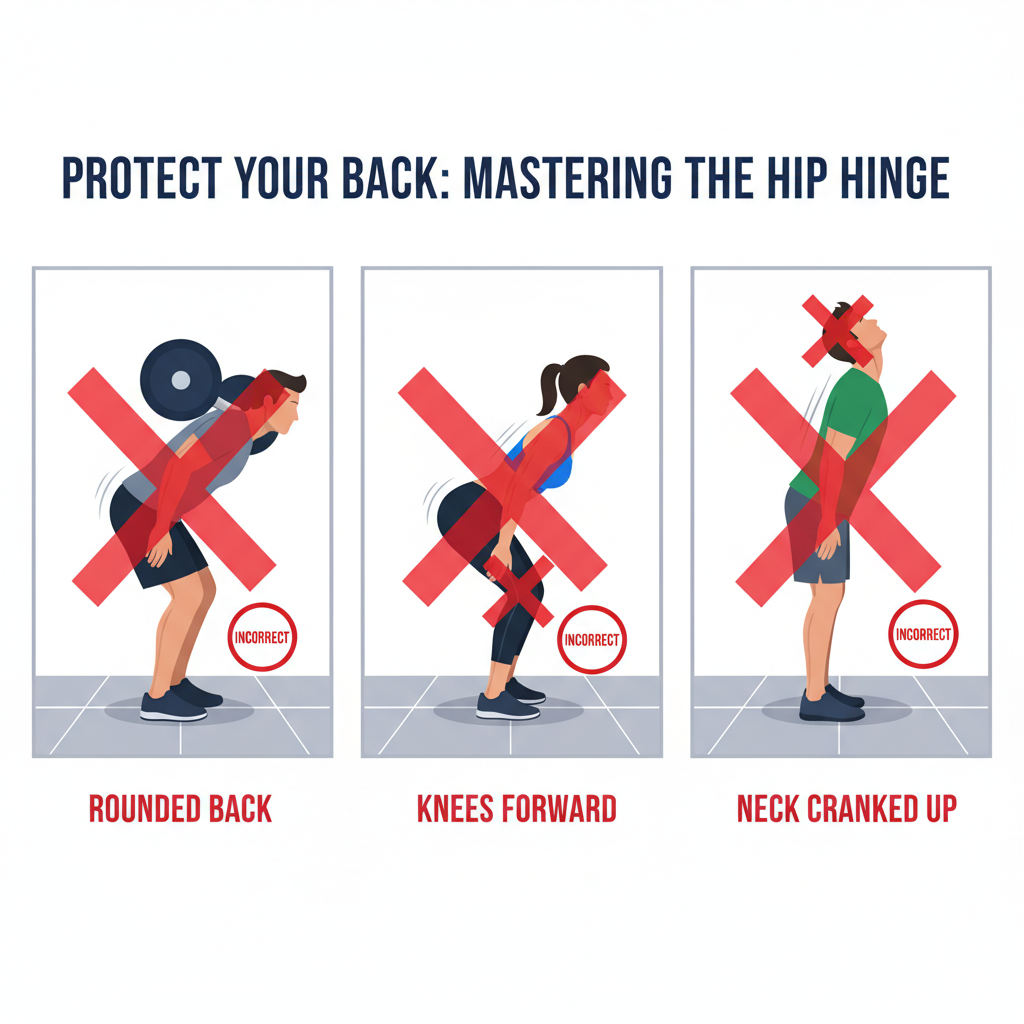 PROTECT YOUR BACK: MASTERING THE HIP HINGE
INCORRECT
INCORRECT
INCORRECT
ROUNDED BACK
KNEES FORWARD
NECK CRANKED UP